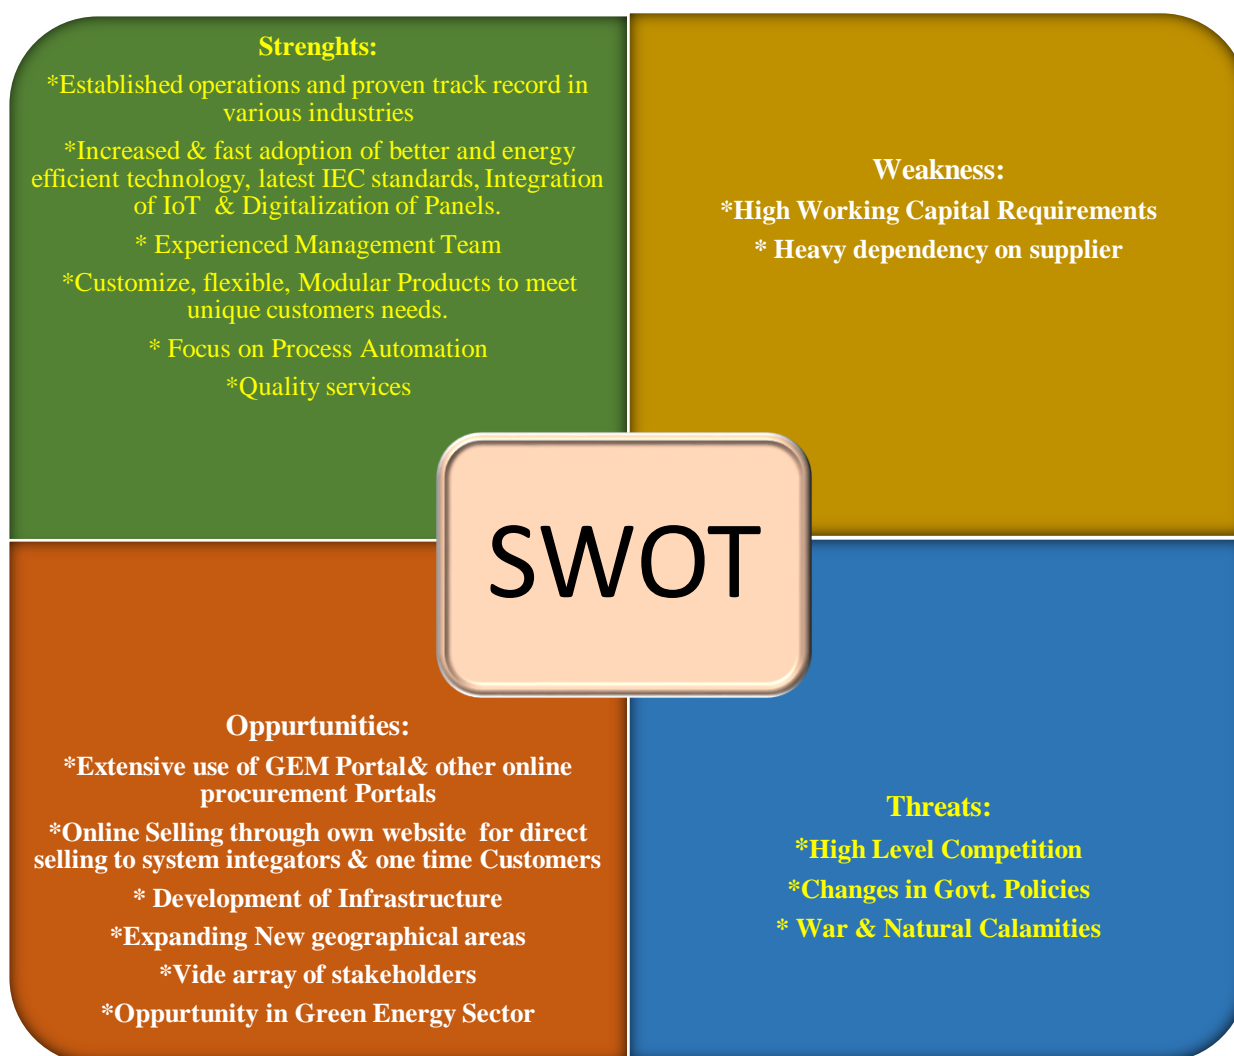 Strenghts:
*Established operations and proven track record in
various industries
*Increased & fast adoption of better and energy
efficient technology, latest IEC standards, Integration
of IoT & Digitalization of Panels.
* Experienced Management Team
*Customize, flexible, Modular Products to meet
unique customers needs.
* Focus on Process Automation
*Quality services
Weakness:
*High Working Capital Requirements
* Heavy dependency on supplier
SWOT
Oppurtunities:
*Extensive use of GEM Portal& other online
procurement Portals
*Online Selling through own website for direct
selling to system integators & one time Customers
* Development of Infrastructure
*Expanding New geographical areas
*Vide array of stakeholders
*Oppurtunity in Green Energy Sector
Threats:
*High Level Competition
*Changes in Govt. Policies
* War & Natural Calamities